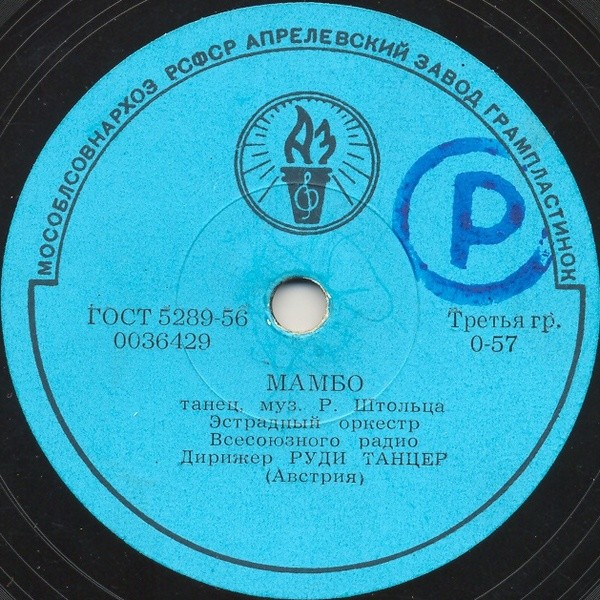 МОСОБЛСОВНАРХОЗ РСФСР АПРЕЛЕВСКИЙ ЗАВОД ГРАМПЛАСТИНОК
АЗ
Р
ГОСТ 5289-56
0036429
Третья гр.
0-57
МАМБО
танец, муз. Р. Штольца
Эстрадный оркестр
Всесоюзного радио
Дирижер РУДИ ТАНЦЕР
(Австрия)